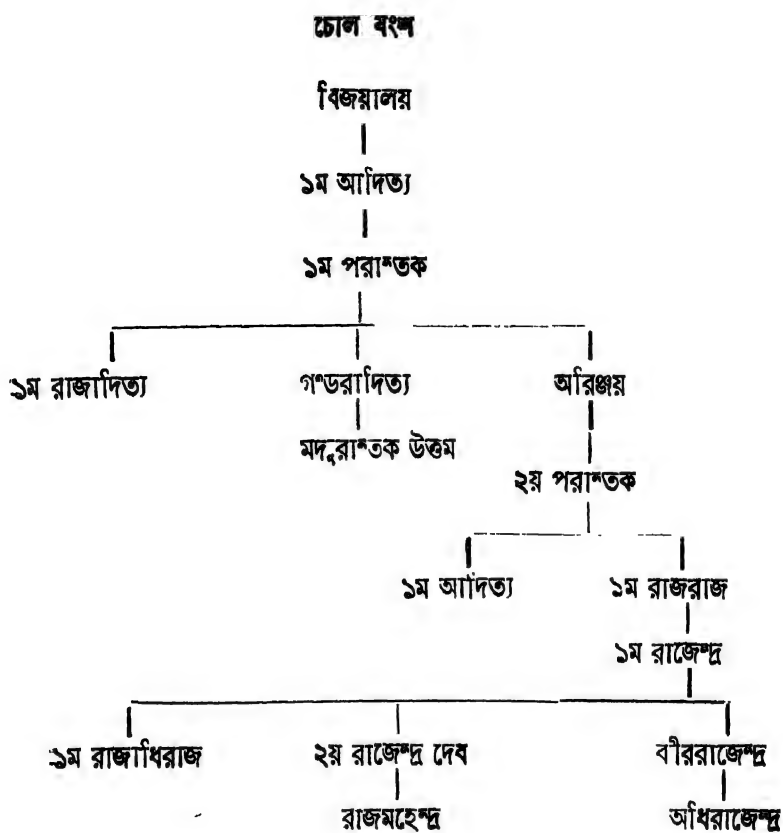 চোল বংশ
বিজয়ালয়
১ম আদিত্য
১ম পরান্তক
১ম রাজাদিত্য গন্ডরাদিত্য অরিঞ্জয়
মদুরান্তক উত্তম
২য় পরান্তক
১ম আদিত্য ১ম রাজরাজ
১ম রাজেন্দ্র
১ম রাজাধিরাজ ২য় রাজেন্দ্র দেব বীররাজেন্দ্র
রাজমহেন্দ্র অধিরাজেন্দ্র